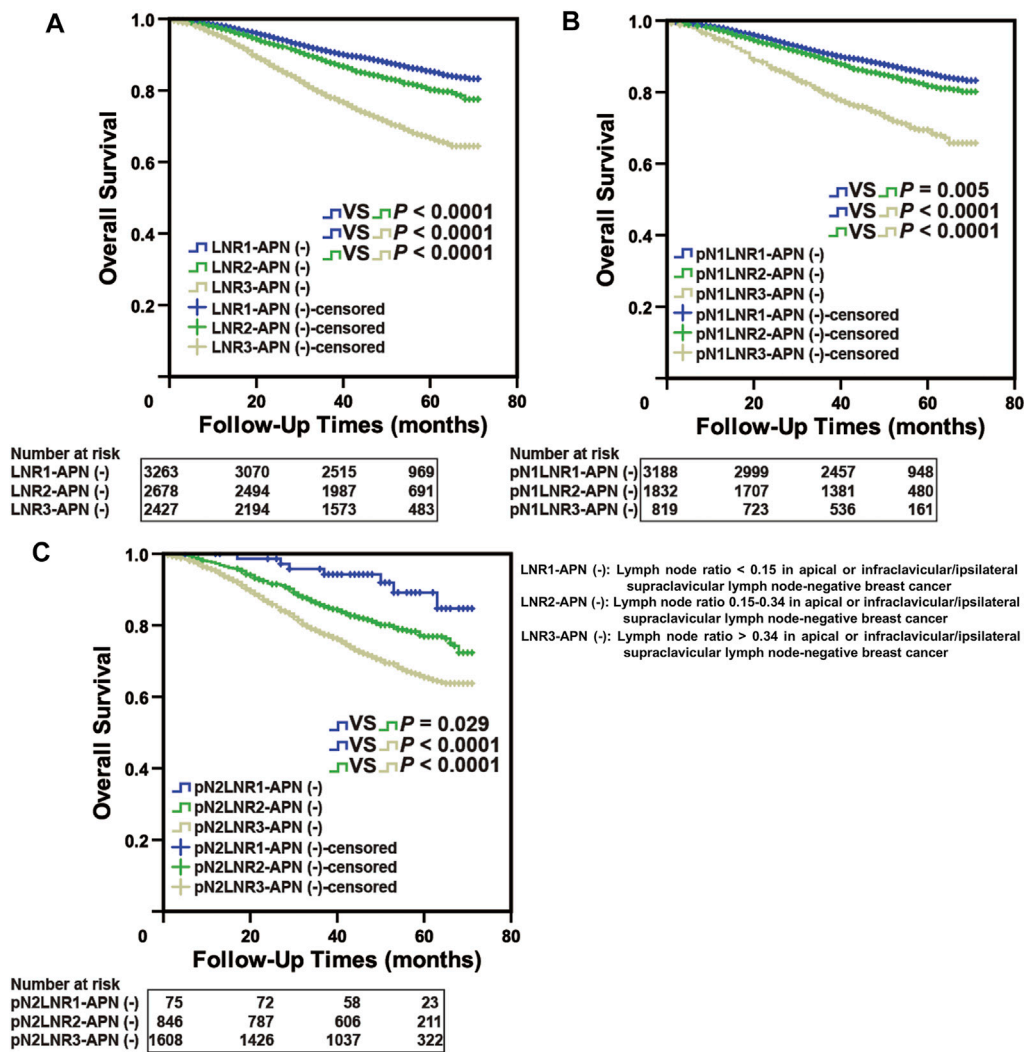 A
1.0
0.8
0.6
0.4
0.2
Overall Survival
VS P < 0.0001
VS P < 0.0001
VS P < 0.0001
LNR1-APN (-)
LNR2-APN (-)
LNR3-APN (-)
LNR1-APN (-)-censored
LNR2-APN (-)-censored
LNR3-APN (-)-censored
0 20 40 60 80
Follow-Up Times (months)
Number at risk
LNR1-APN (-) 3263 3070 2515 969
LNR2-APN (-) 2678 2494 1987 691
LNR3-APN (-) 2427 2194 1573 483
B
1.0
0.8
0.6
0.4
0.2
Overall Survival
VS P = 0.005
VS P < 0.0001
VS P < 0.0001
pN1LNR1-APN (-)
pN1LNR2-APN (-)
pN1LNR3-APN (-)
pN1LNR1-APN (-)-censored
pN1LNR2-APN (-)-censored
pN1LNR3-APN (-)-censored
0 20 40 60 80
Follow-Up Times (months)
Number at risk
pN1LNR1-APN (-) 3188 2999 2457 948
pN1LNR2-APN (-) 1832 1707 1381 480
pN1LNR3-APN (-) 819 723 536 161
C
1.0
0.8
0.6
0.4
0.2
Overall Survival
VS P = 0.029
VS P < 0.0001
VS P < 0.0001
pN2LNR1-APN (-)
pN2LNR2-APN (-)
pN2LNR3-APN (-)
pN2LNR1-APN (-)-censored
pN2LNR2-APN (-)-censored
pN2LNR3-APN (-)-censored
0 20 40 60 80
Follow-Up Times (months)
Number at risk
pN2LNR1-APN (-) 75 72 58 23
pN2LNR2-APN (-) 846 787 606 211
pN2LNR3-APN (-) 1608 1426 1037 322
LNR1-APN (-): Lymph node ratio < 0.15 in apical or infraclavicular/ipsilateral
supraclavicular lymph node-negative breast cancer
LNR2-APN (-): Lymph node ratio 0.15-0.34 in apical or infraclavicular/ipsilateral
supraclavicular lymph node-negative breast cancer
LNR3-APN (-): Lymph node ratio > 0.34 in apical or infraclavicular/ipsilateral
supraclavicular lymph node-negative breast cancer